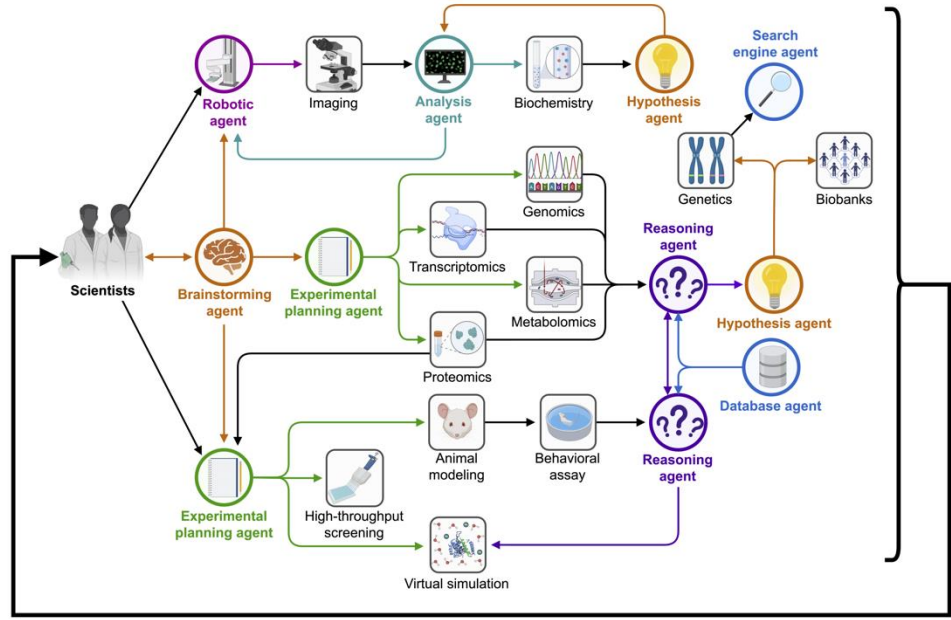 Search
engine agent
Robotic
agent
Imaging
Analysis
agent
Biochemistry
Hypothesis
agent
Genetics
Biobanks
Genomics
Reasoning
agent
Transcriptomics
Scientists
Brainstorming
agent
Experimental
planning agent
Metabolomics
Hypothesis agent
Proteomics
Database agent
Animal
modeling
Behavioral
assay
Reasoning
agent
Experimental
planning agent
High-throughput
screening
Virtual simulation
???
???